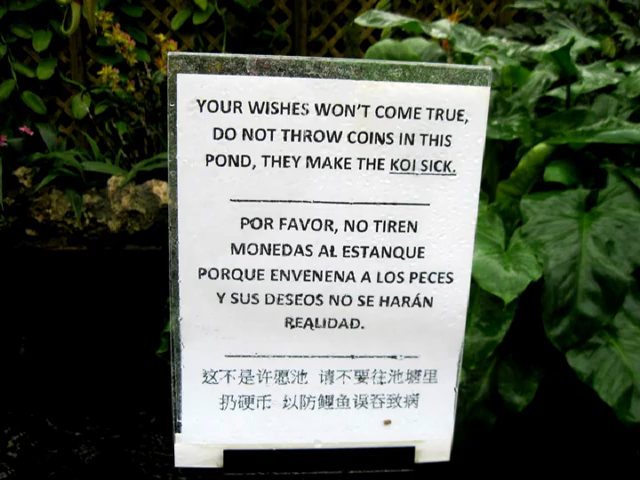 YOUR WISHES WON'T COME TRUE,
DO NOT THROW COINS IN THIS
POND, THEY MAKE THE KOI SICK.
POR FAVOR, NO TIREN
MONEDAS AL ESTANQUE
PORQUE ENVENENA A LOS PECES
Y SUS DESEOS NO SE HARÁN
REALIDAD.
这不是许愿池 请不要往池塘里
扔硬币 以防鲤鱼误吞致病